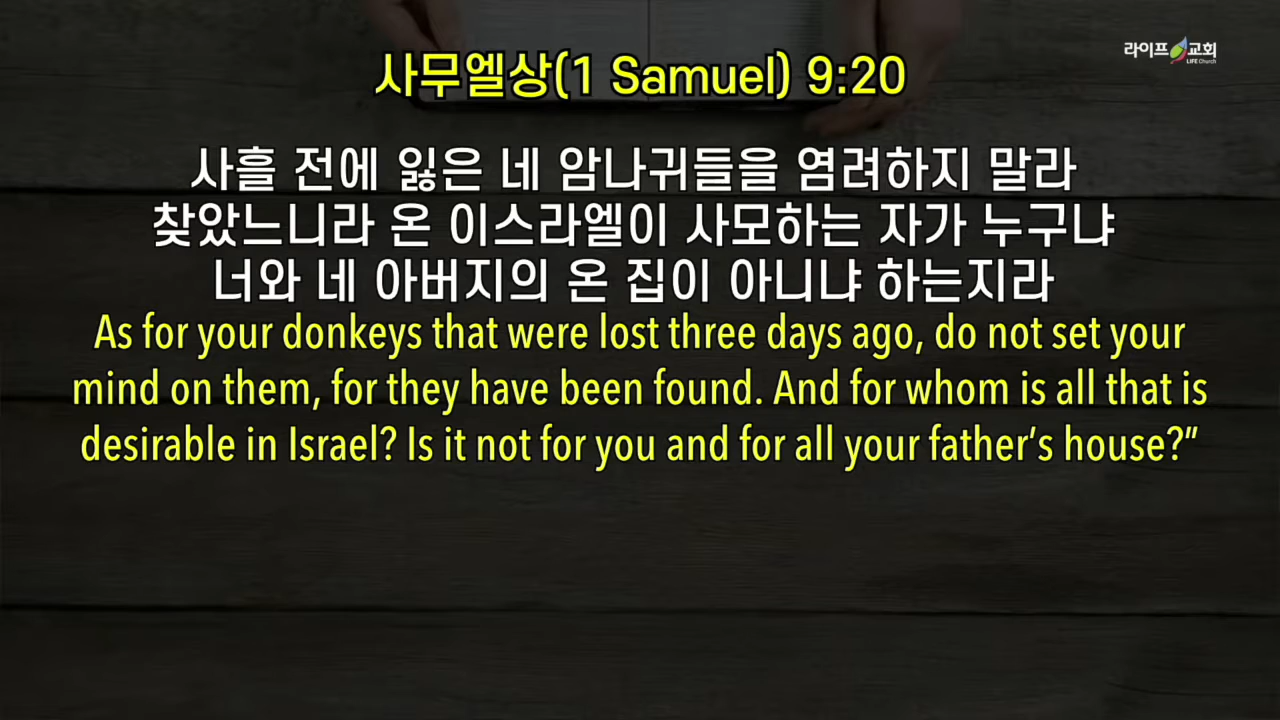 라이프교회
LIFE Church
사무엘상(1 Samuel) 9:20
사흘 전에 잃은 네 암나귀들을 염려하지 말라
찾았느니라 온 이스라엘이 사모하는 자가 누구냐
너와 네 아버지의 온 집이 아니냐 하는지라
As for your donkeys that were lost three days ago, do not set your
mind on them, for they have been found. And for whom is all that is
desirable in Israel? Is it not for you and for all your father’s house?”